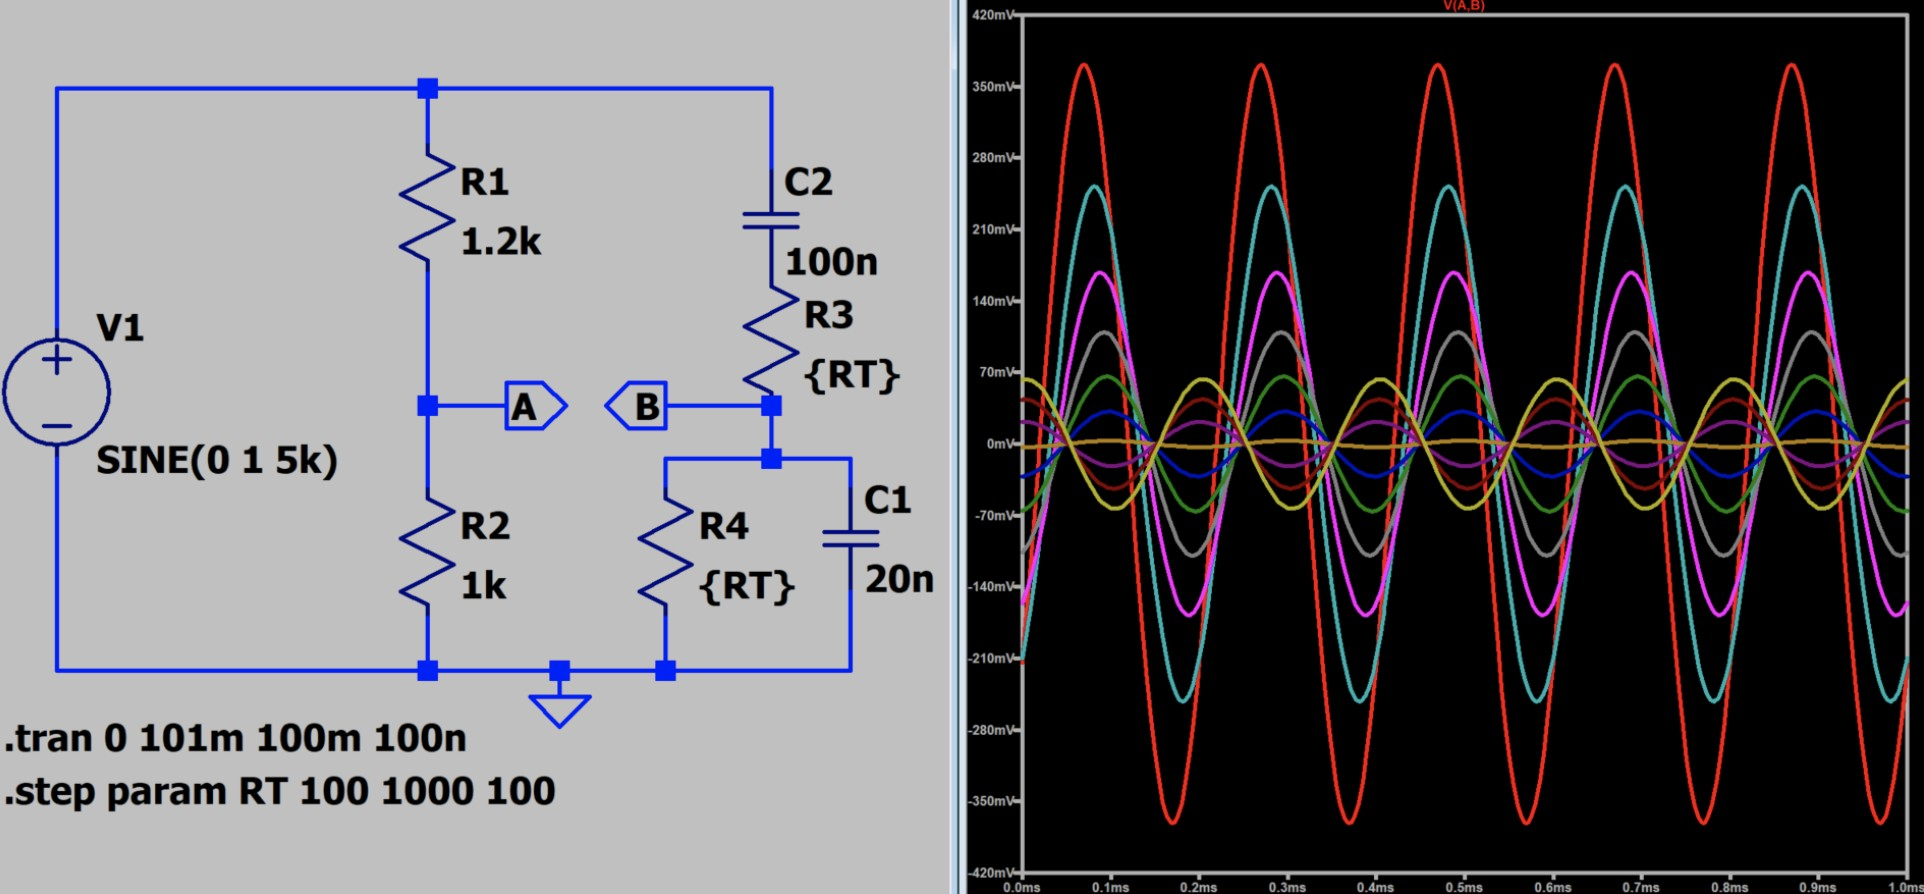 R1
1.2k
C2
100n
R3
{RT}
V1
SINE(0 1 5k)
A
B
R2
1k
R4
{RT}
C1
20n
.tran 0 101m 100m 100n
.step param RT 100 1000 100
V(A,B)
420mV
350mV
280mV
210mV
140mV
70mV
0mV
-70mV
-140mV
-210mV
-280mV
-350mV
-420mV
0.0ms
0.1ms
0.2ms
0.3ms
0.4ms
0.5ms
0.6ms
0.7ms
0.8ms
0.9ms